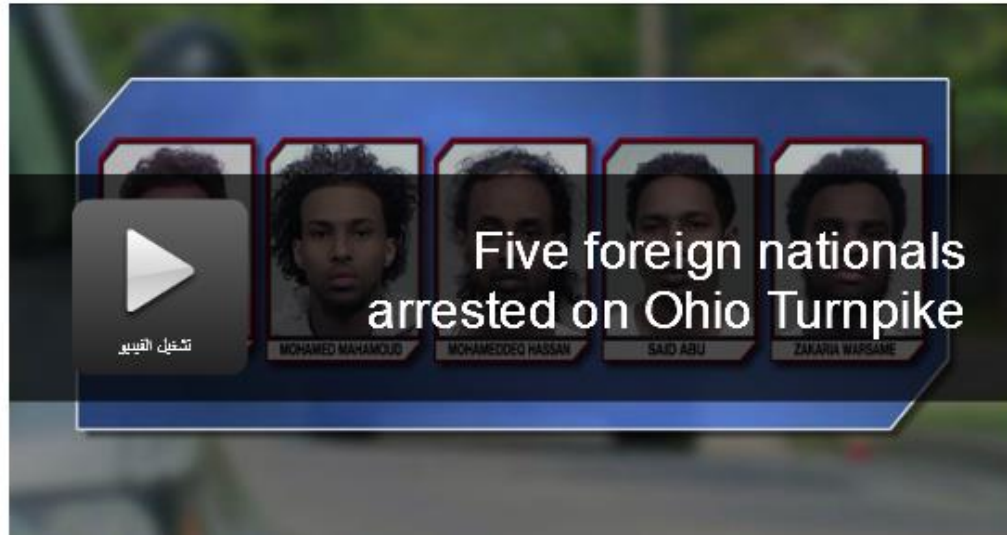 Five foreign nationals
arrested on Ohio Turnpike
تشغيل الفيديو
MOHAMED MAHAMOUD
MOHAMEDDEQ HASSAN
SAID ABU
ZAKARIA WARSAME